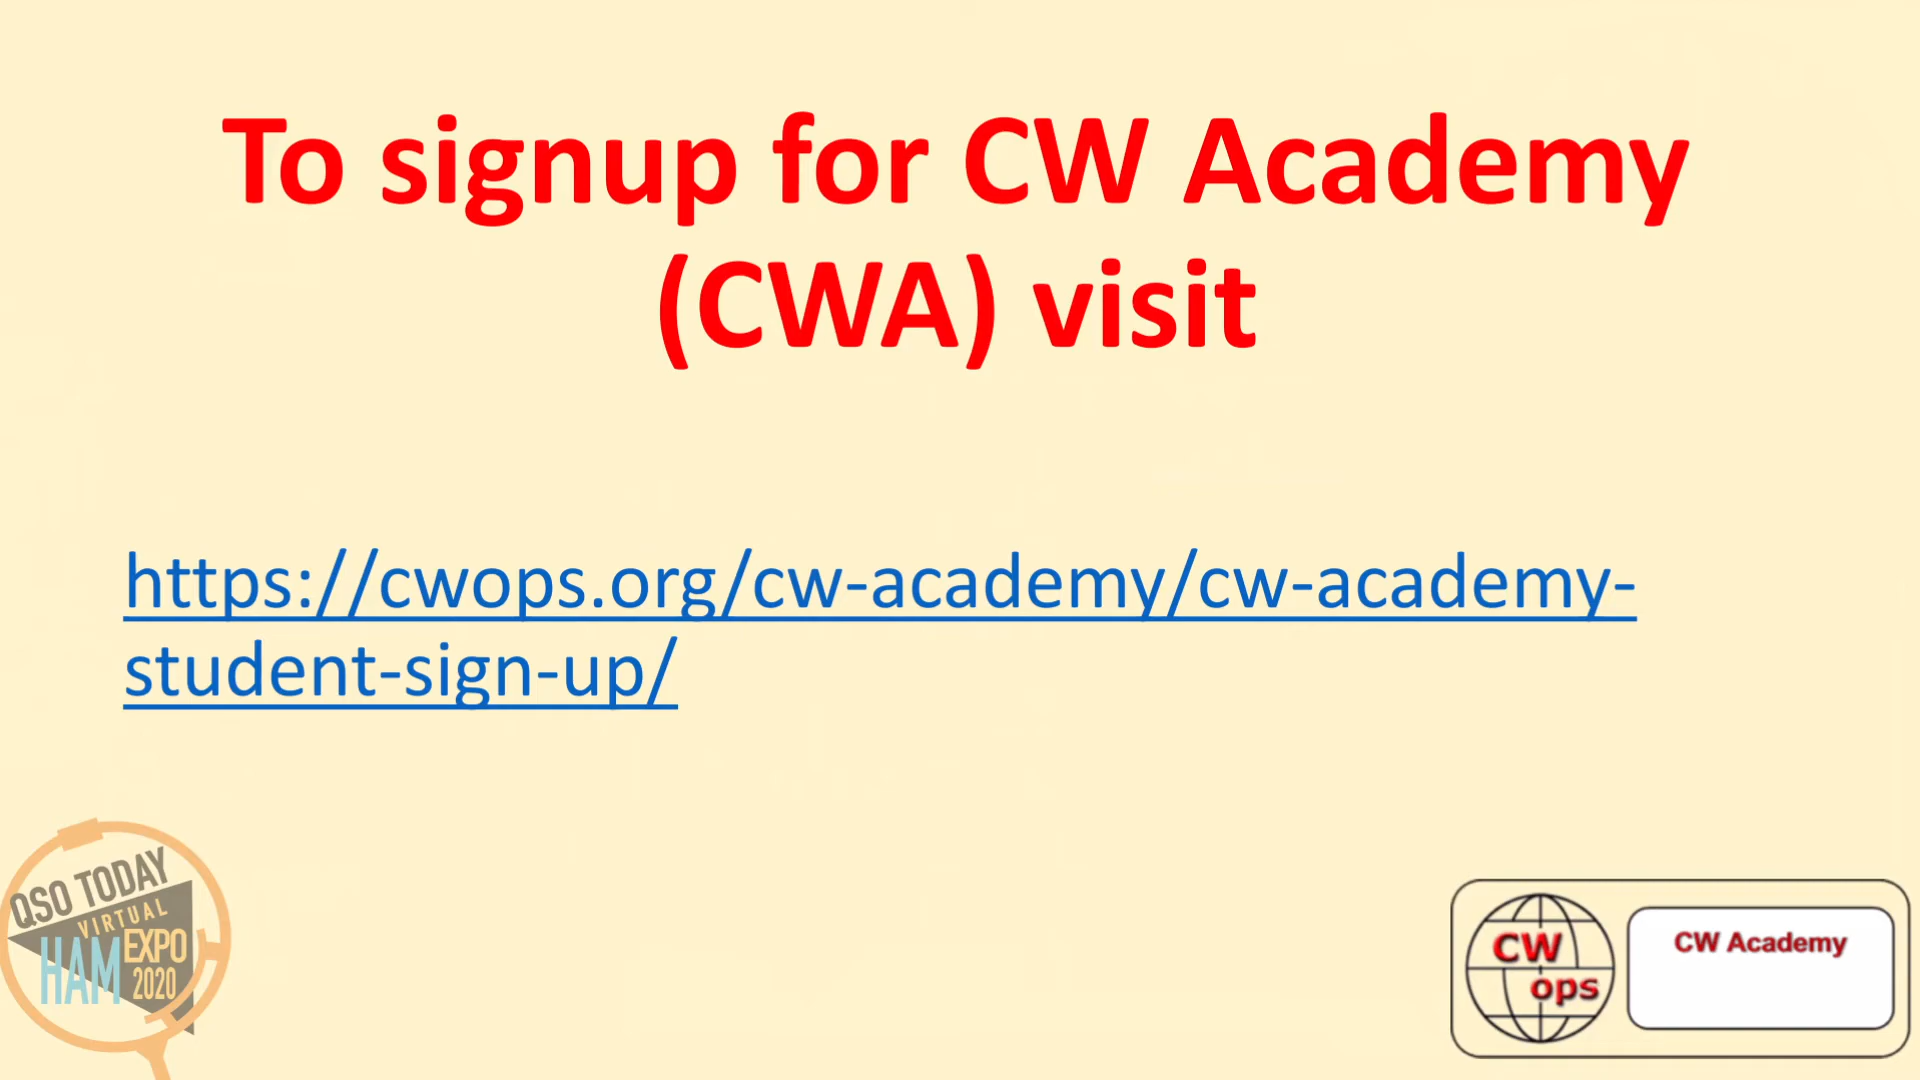 To signup for CW Academy
(CWA) visit
https://cwops.org/cw-academy/cw-academy-
student-sign-up/
QSO TODAY
VIRTUAL
HAM EXPO
2020
CW
ops
CW Academy